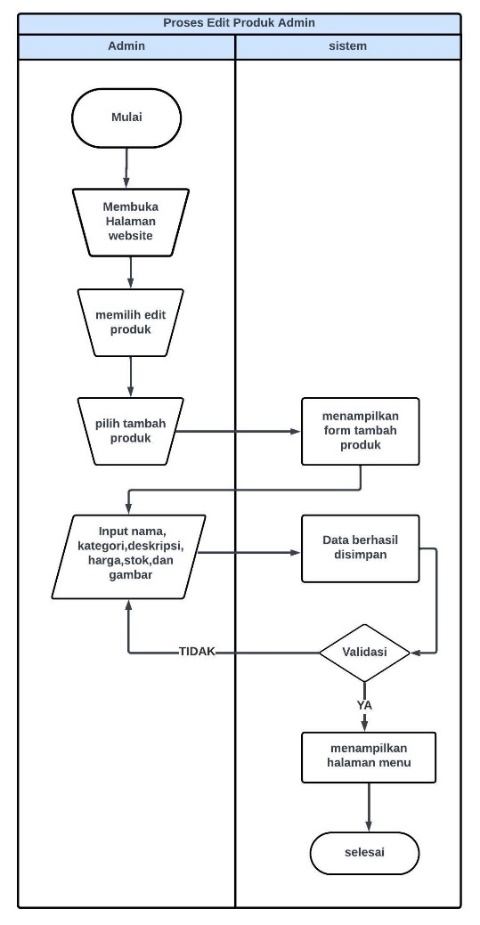 Proses Edit Produk Admin
Admin
sistem
Mulai
Membuka
Halaman
website
memilih edit
produk
pilih tambah
produk
menampilkan
form tambah
produk
Input nama,
kategori,deskripsi,
harga,stok,dan
gambar
Data berhasil
disimpan
TIDAK
Validasi
YA
menampilkan
halaman menu
selesai